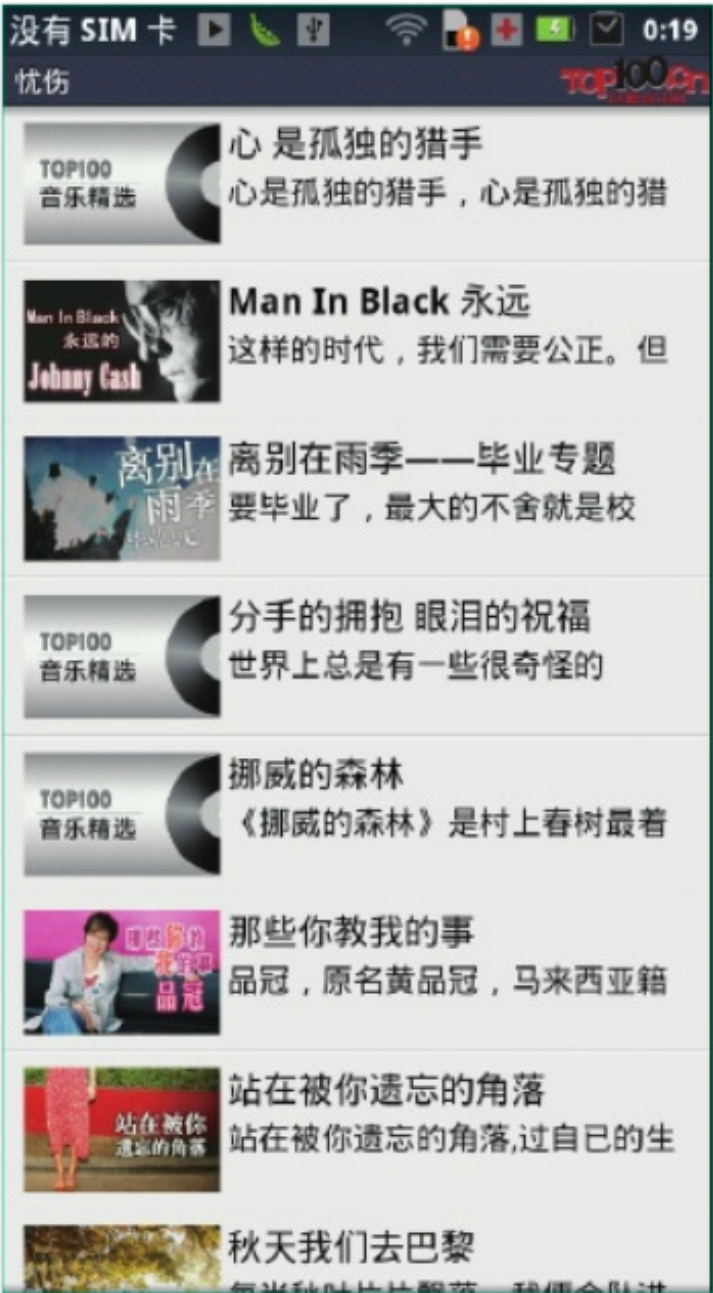 没有 SIM 卡
0:19
忧伤
TOP100.cn
TOP100
音乐精选
心 是孤独的猎手
心是孤独的猎手，心是孤独的猎
Man In Black
永远的
Johnny Cash
Man In Black 永远
这样的时代，我们需要公正。但
离别在
雨季
离别在雨季——毕业专题
要毕业了，最大的不舍就是校
TOP100
音乐精选
分手的拥抱 眼泪的祝福
世界上总是有一些很奇怪的
TOP100
音乐精选
挪威的森林
《挪威的森林》是村上春树最着
品冠
那些你教我的事
品冠，原名黄品冠，马来西亚籍
站在被你
遗忘的角落
站在被你遗忘的角落
站在被你遗忘的角落,过自已的生
秋天我们去巴黎